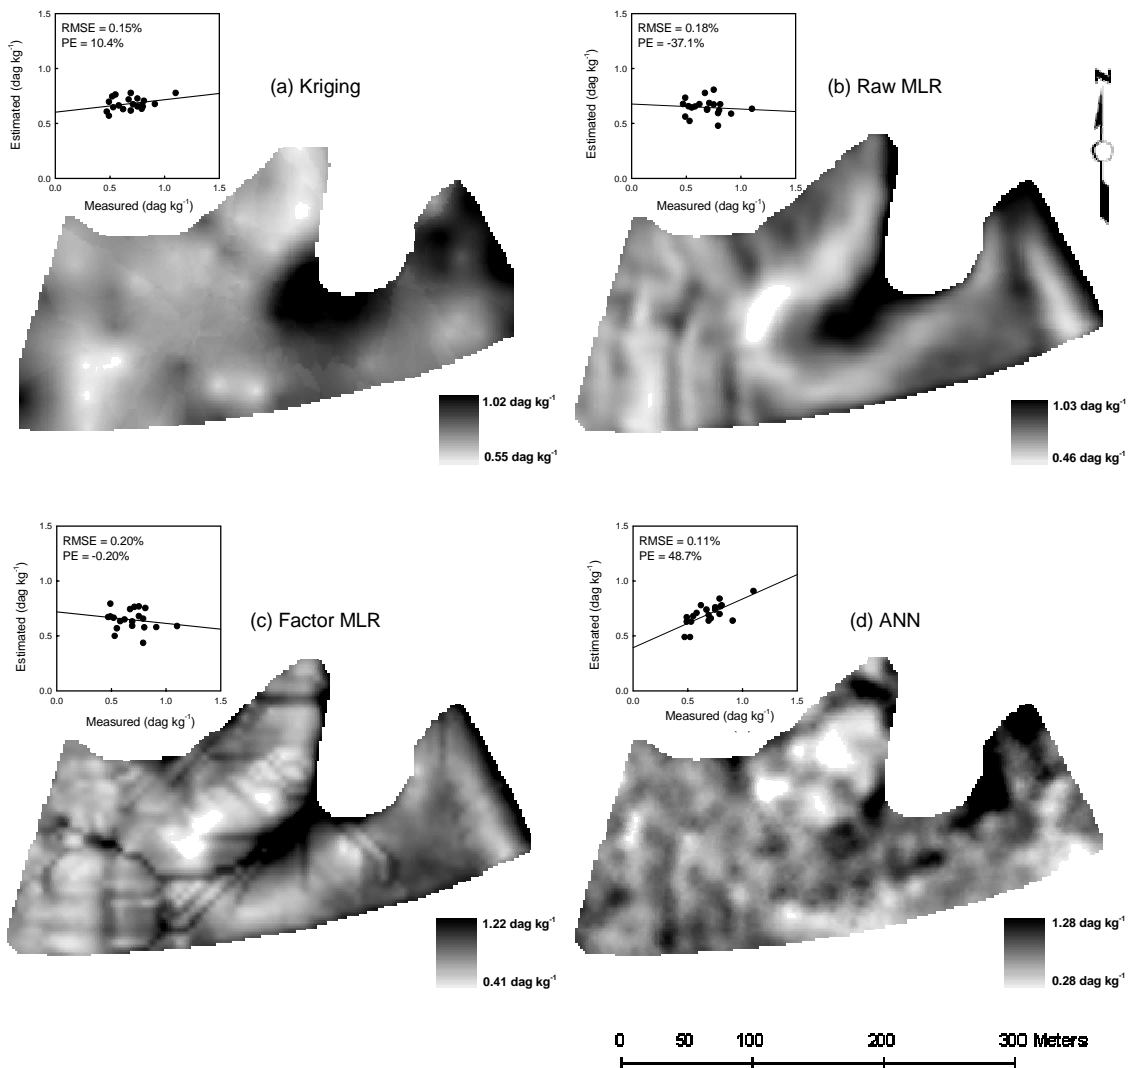 1.5
1.0
0.5
0.0
Estimated (dag kg⁻¹)
RMSE = 0.15%
PE = 10.4%
0.0 0.5 1.0 1.5
Measured (dag kg⁻¹)
(a) Kriging
1.02 dag kg⁻¹
0.55 dag kg⁻¹
1.5
1.0
0.5
0.0
Estimated (dag kg⁻¹)
RMSE = 0.18%
PE = -37.1%
0.0 0.5 1.0 1.5
Measured (dag kg⁻¹)
(b) Raw MLR
N
1.03 dag kg⁻¹
0.46 dag kg⁻¹
1.5
1.0
0.5
0.0
Estimated (dag kg⁻¹)
RMSE = 0.20%
PE = -0.20%
0.0 0.5 1.0 1.5
Measured (dag kg⁻¹)
(c) Factor MLR
1.22 dag kg⁻¹
0.41 dag kg⁻¹
1.5
1.0
0.5
0.0
Estimated (dag kg⁻¹)
RMSE = 0.11%
PE = 48.7%
0.0 0.5 1.0 1.5
Measured (dag kg⁻¹)
(d) ANN
1.28 dag kg⁻¹
0.28 dag kg⁻¹
0 50 100 200 300 Meters